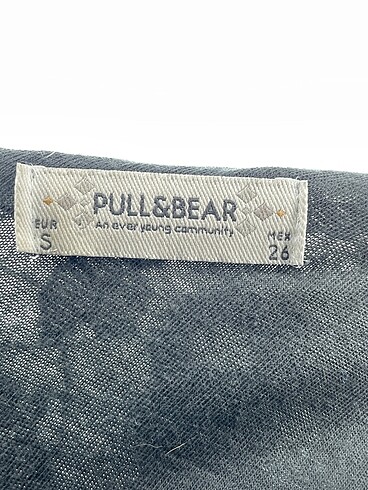 PULL&BEAR
An ever young community
EUR
S
MEX
26